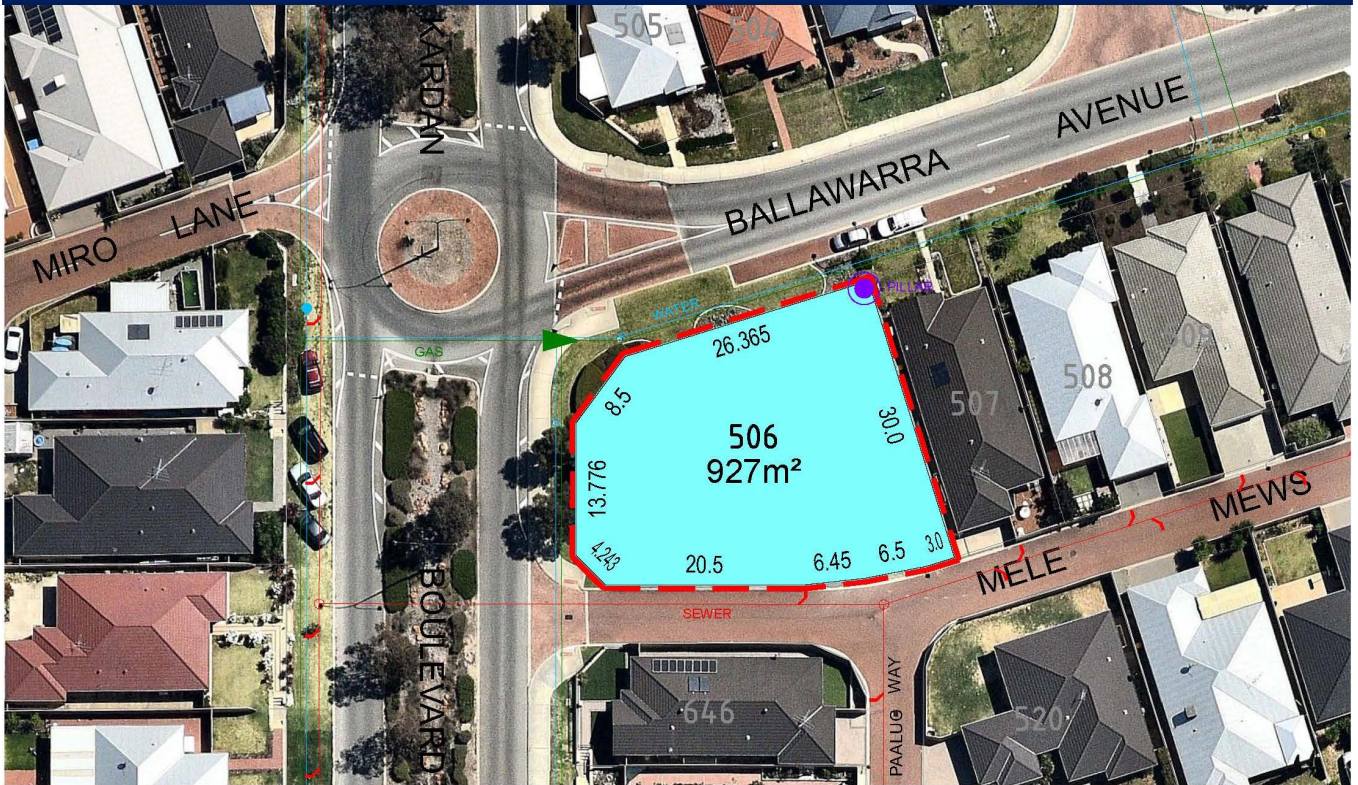 505
504
KARDAN
AVENUE
BALLAWARRA
LANE
MIRO
PILLAR
WATER
26.365
GAS
8.5
507
508
509
30.0
506
927m²
13.776
4.243
20.5
6.45
6.5
3.0
MEWS
MELE
SEWER
BOULEVARD
646
PAALUO WAY
520